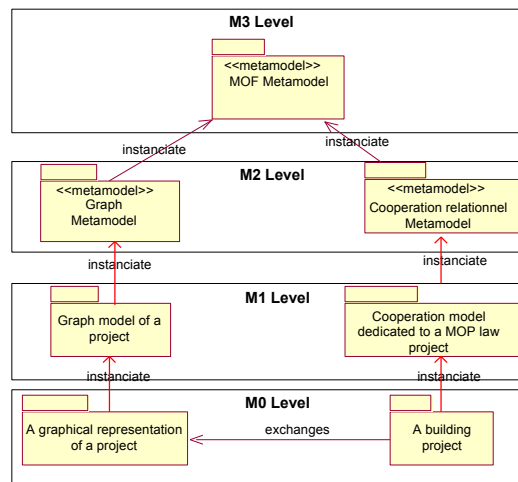 M3 Level
<<metamodel>>
MOF Metamodel
instanciate
instanciate
M2 Level
<<metamodel>>
Graph
Metamodel
<<metamodel>>
Cooperation relationnel
Metamodel
instanciate
instanciate
M1 Level
Graph model of a
project
Cooperation model
dedicated to a MOP law
project
instanciate
instanciate
M0 Level
A graphical representation
of a project
exchanges
A building
project